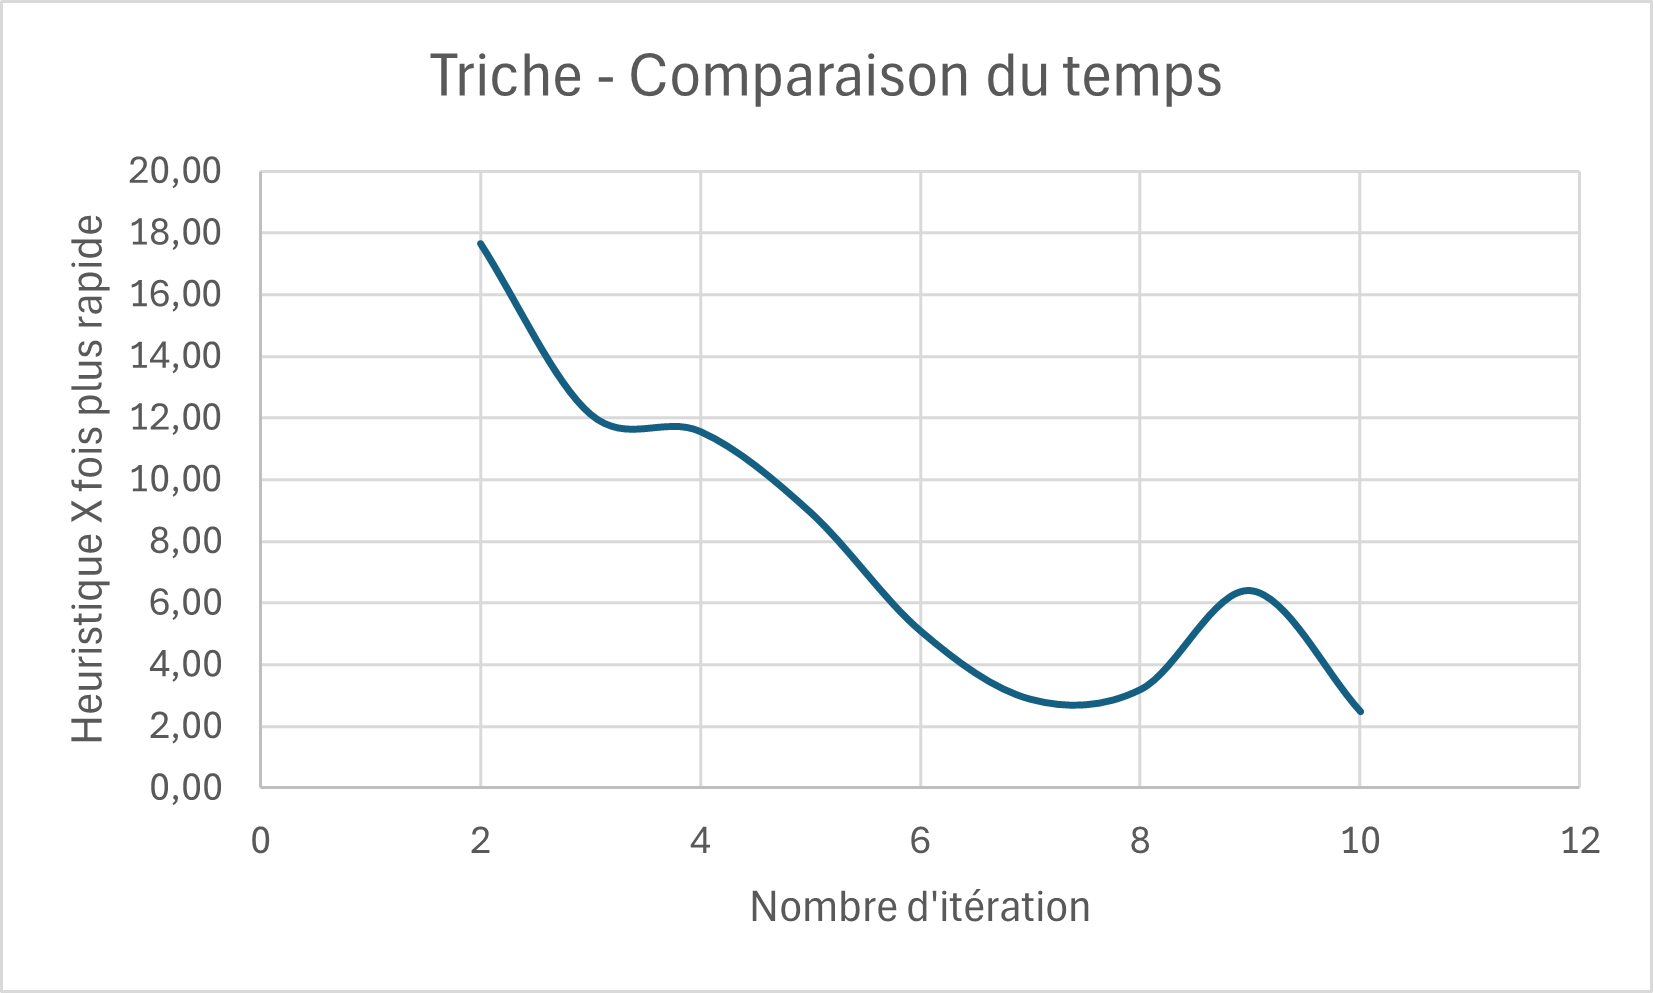 Triche - Comparaison du temps
Heuristique X fois plus rapide
20,00
18,00
16,00
14,00
12,00
10,00
8,00
6,00
4,00
2,00
0,00
0 2 4 6 8 10 12
Nombre d'itération